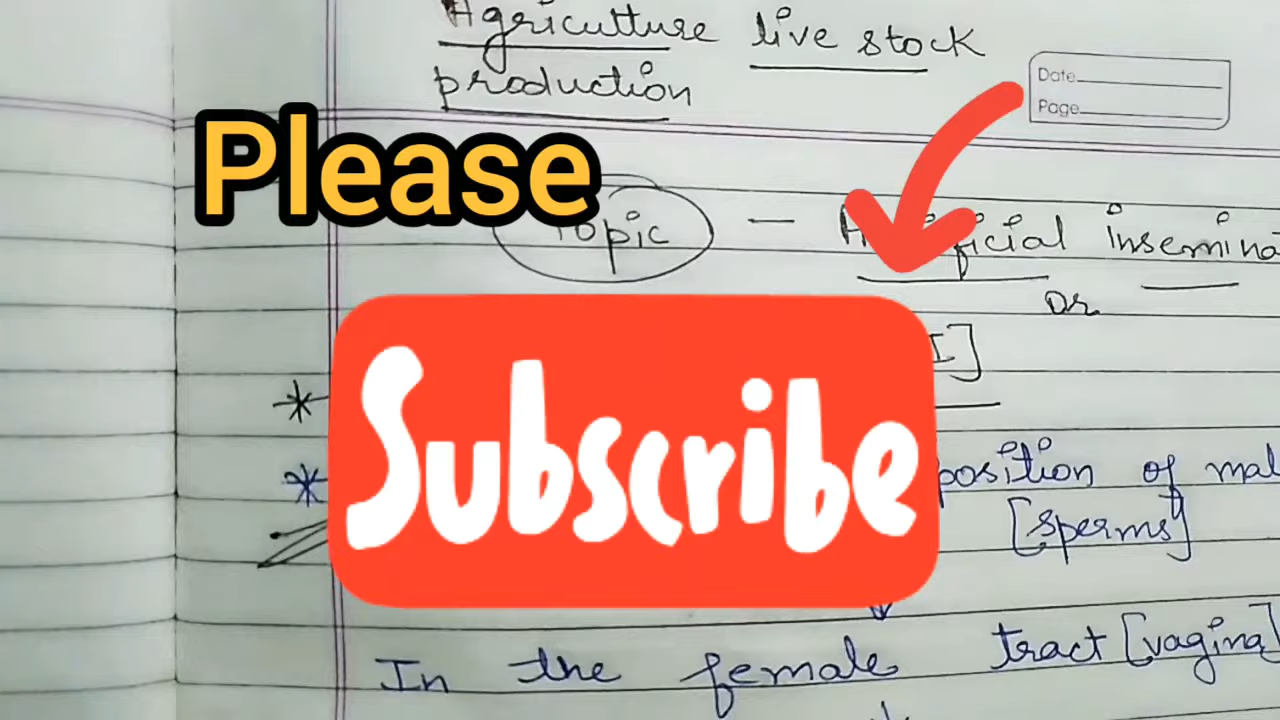 Agriculture live stock
production
Date
Page
Please
Topic — Artificial insemina
or
I]
*
Subscribe
*
position of mal
[sperms]
In the female tract [vagina]